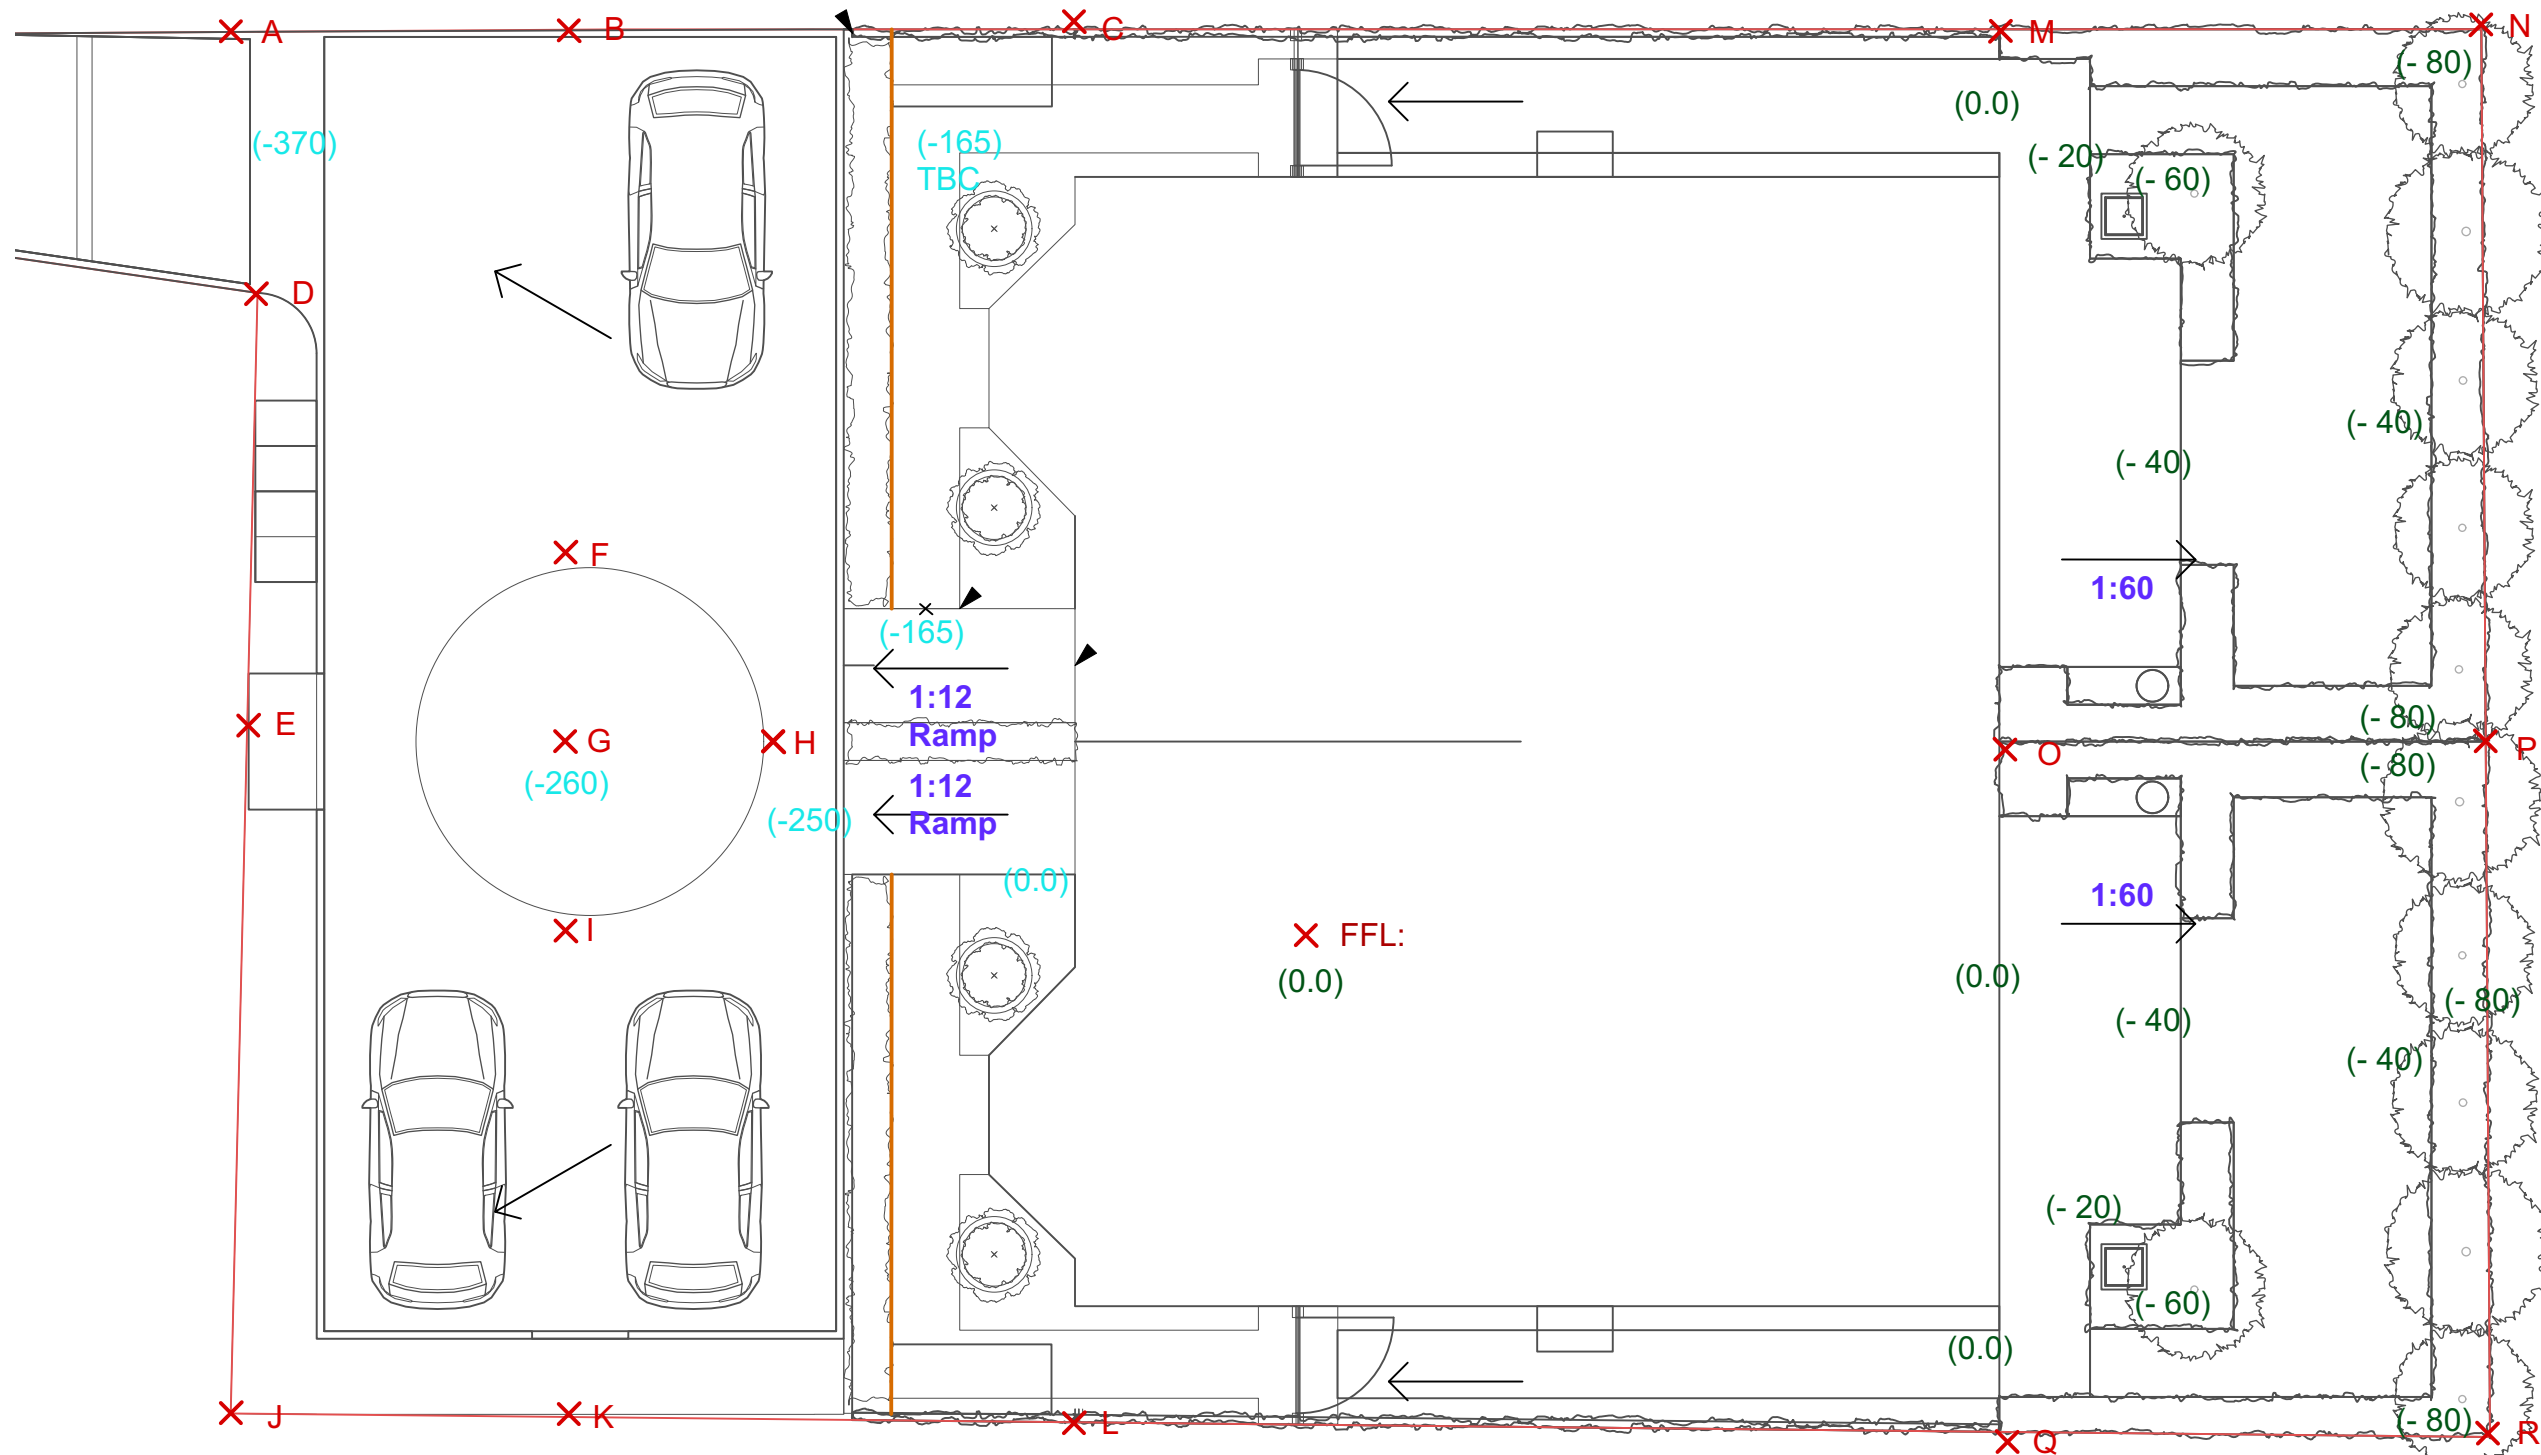 A
B
C
M
N
(- 80)
(0.0)
(-370)
(-165)
TBC
(- 20)
(- 60)
D
(- 40)
(- 40)
F
1:60
(-165)
1:12
Ramp
E
G
H
(- 80)
O
P
(- 80)
(-260)
1:12
Ramp
(-250)
(0.0)
1:60
I
FFL:
(0.0)
(0.0)
(- 80)
(- 40)
(- 40)
(- 20)
(- 60)
(0.0)
J
K
L
(- 80)
Q
R